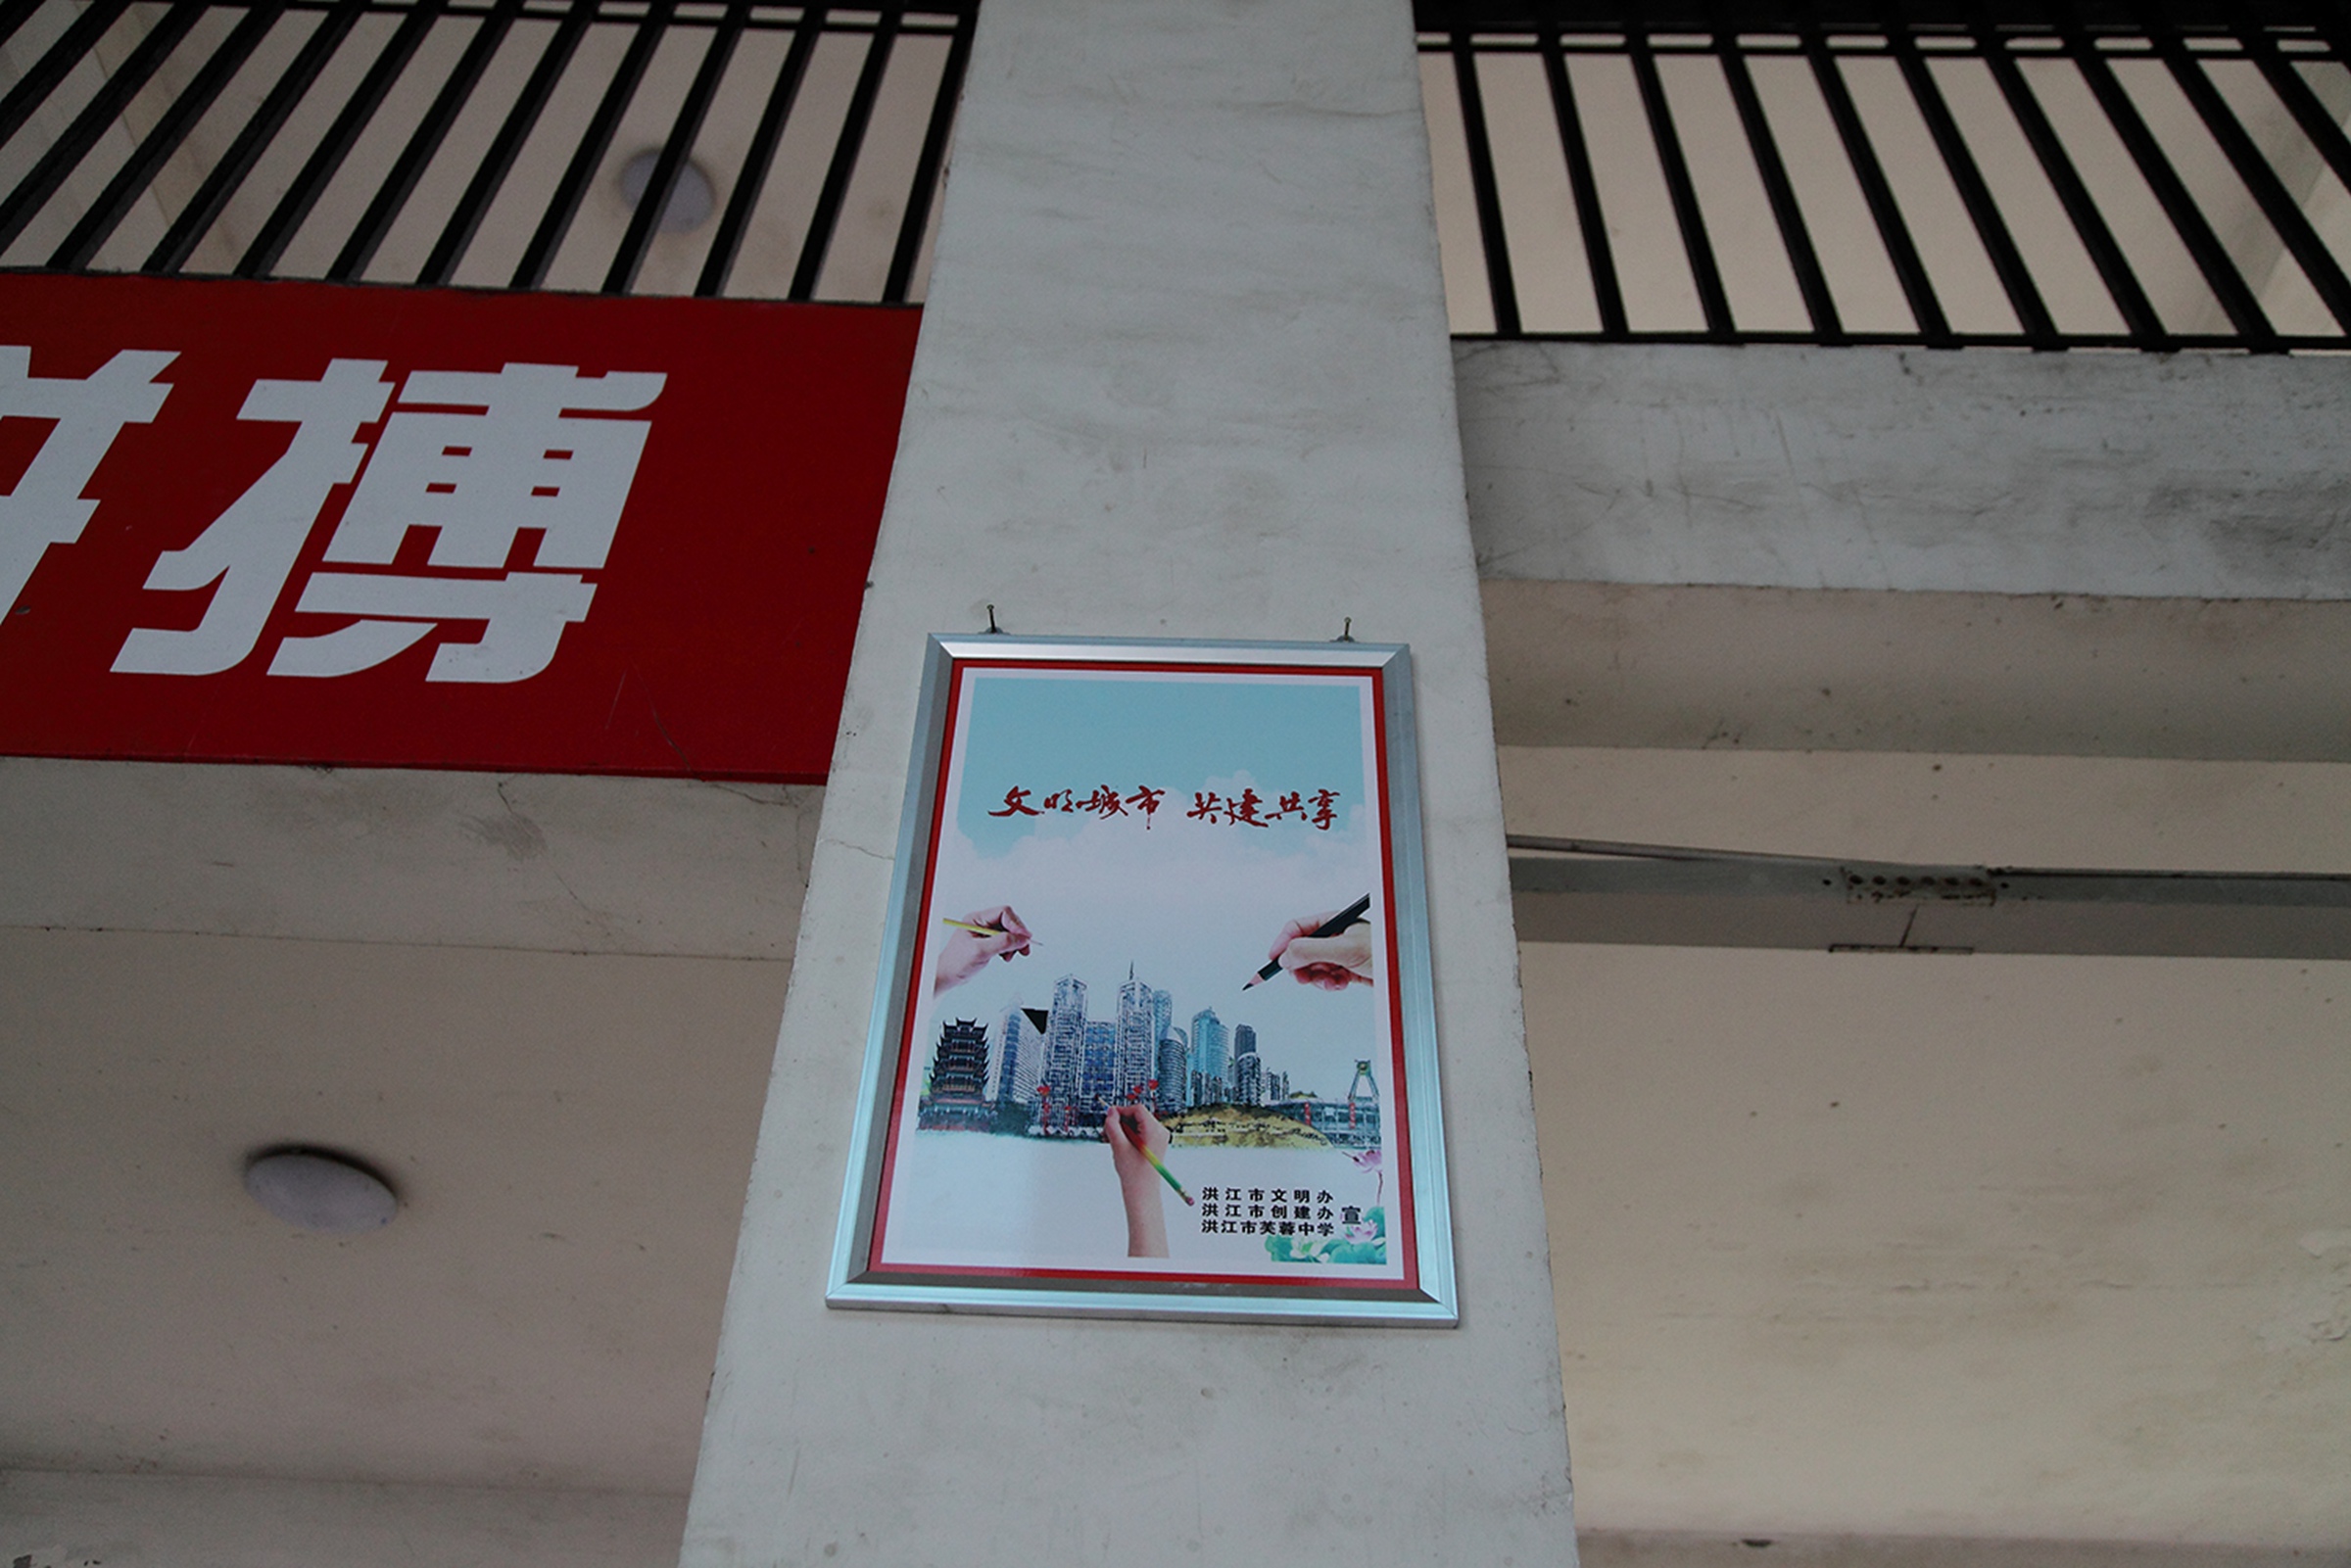 拼搏
文明城市 共建共享
洪江市文明办
洪江市创建办 宣
洪江市芙蓉中学